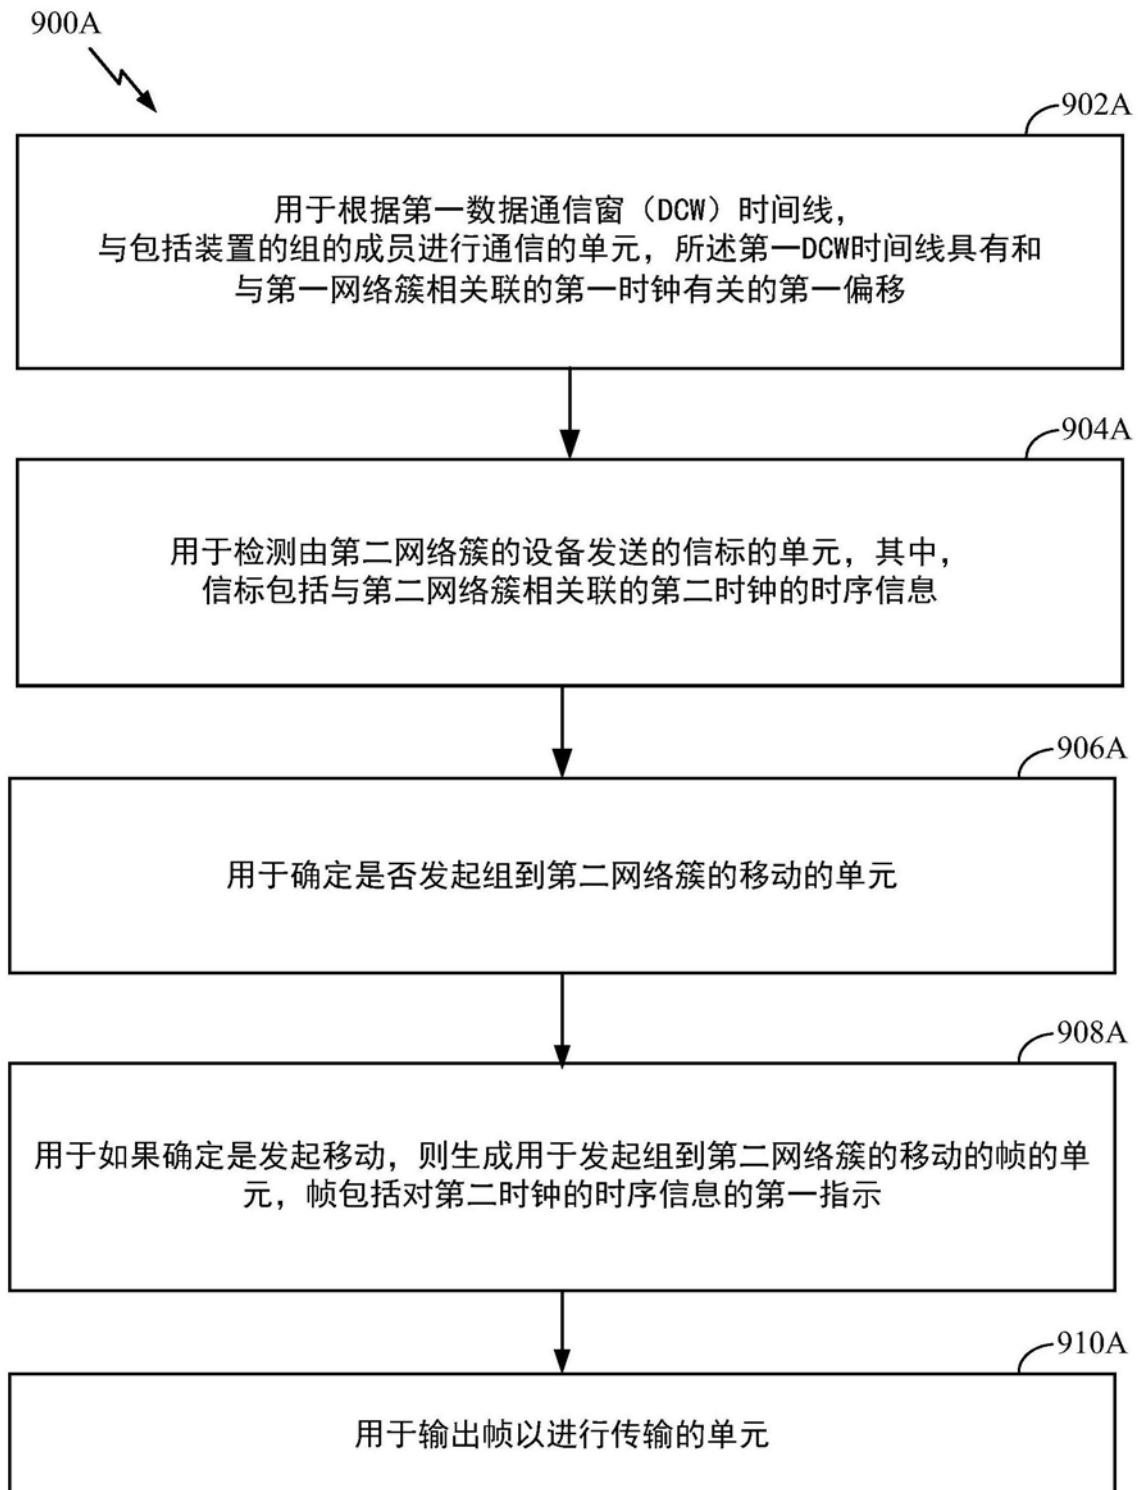 900A
902A
用于根据第一数据通信窗（DCW）时间线，
与包括装置的组的成员进行通信的单元，所述第一DCW时间线具有和
与第一网络簇相关联的第一时钟有关的第一偏移
904A
用于检测由第二网络簇的设备发送的信标的单元，其中，
信标包括与第二网络簇相关联的第二时钟的时序信息
906A
用于确定是否发起组到第二网络簇的移动的单元
908A
用于如果确定是发起移动，则生成用于发起组到第二网络簇的移动的帧的单
元，帧包括对第二时钟的时序信息的第一指示
910A
用于输出帧以进行传输的单元